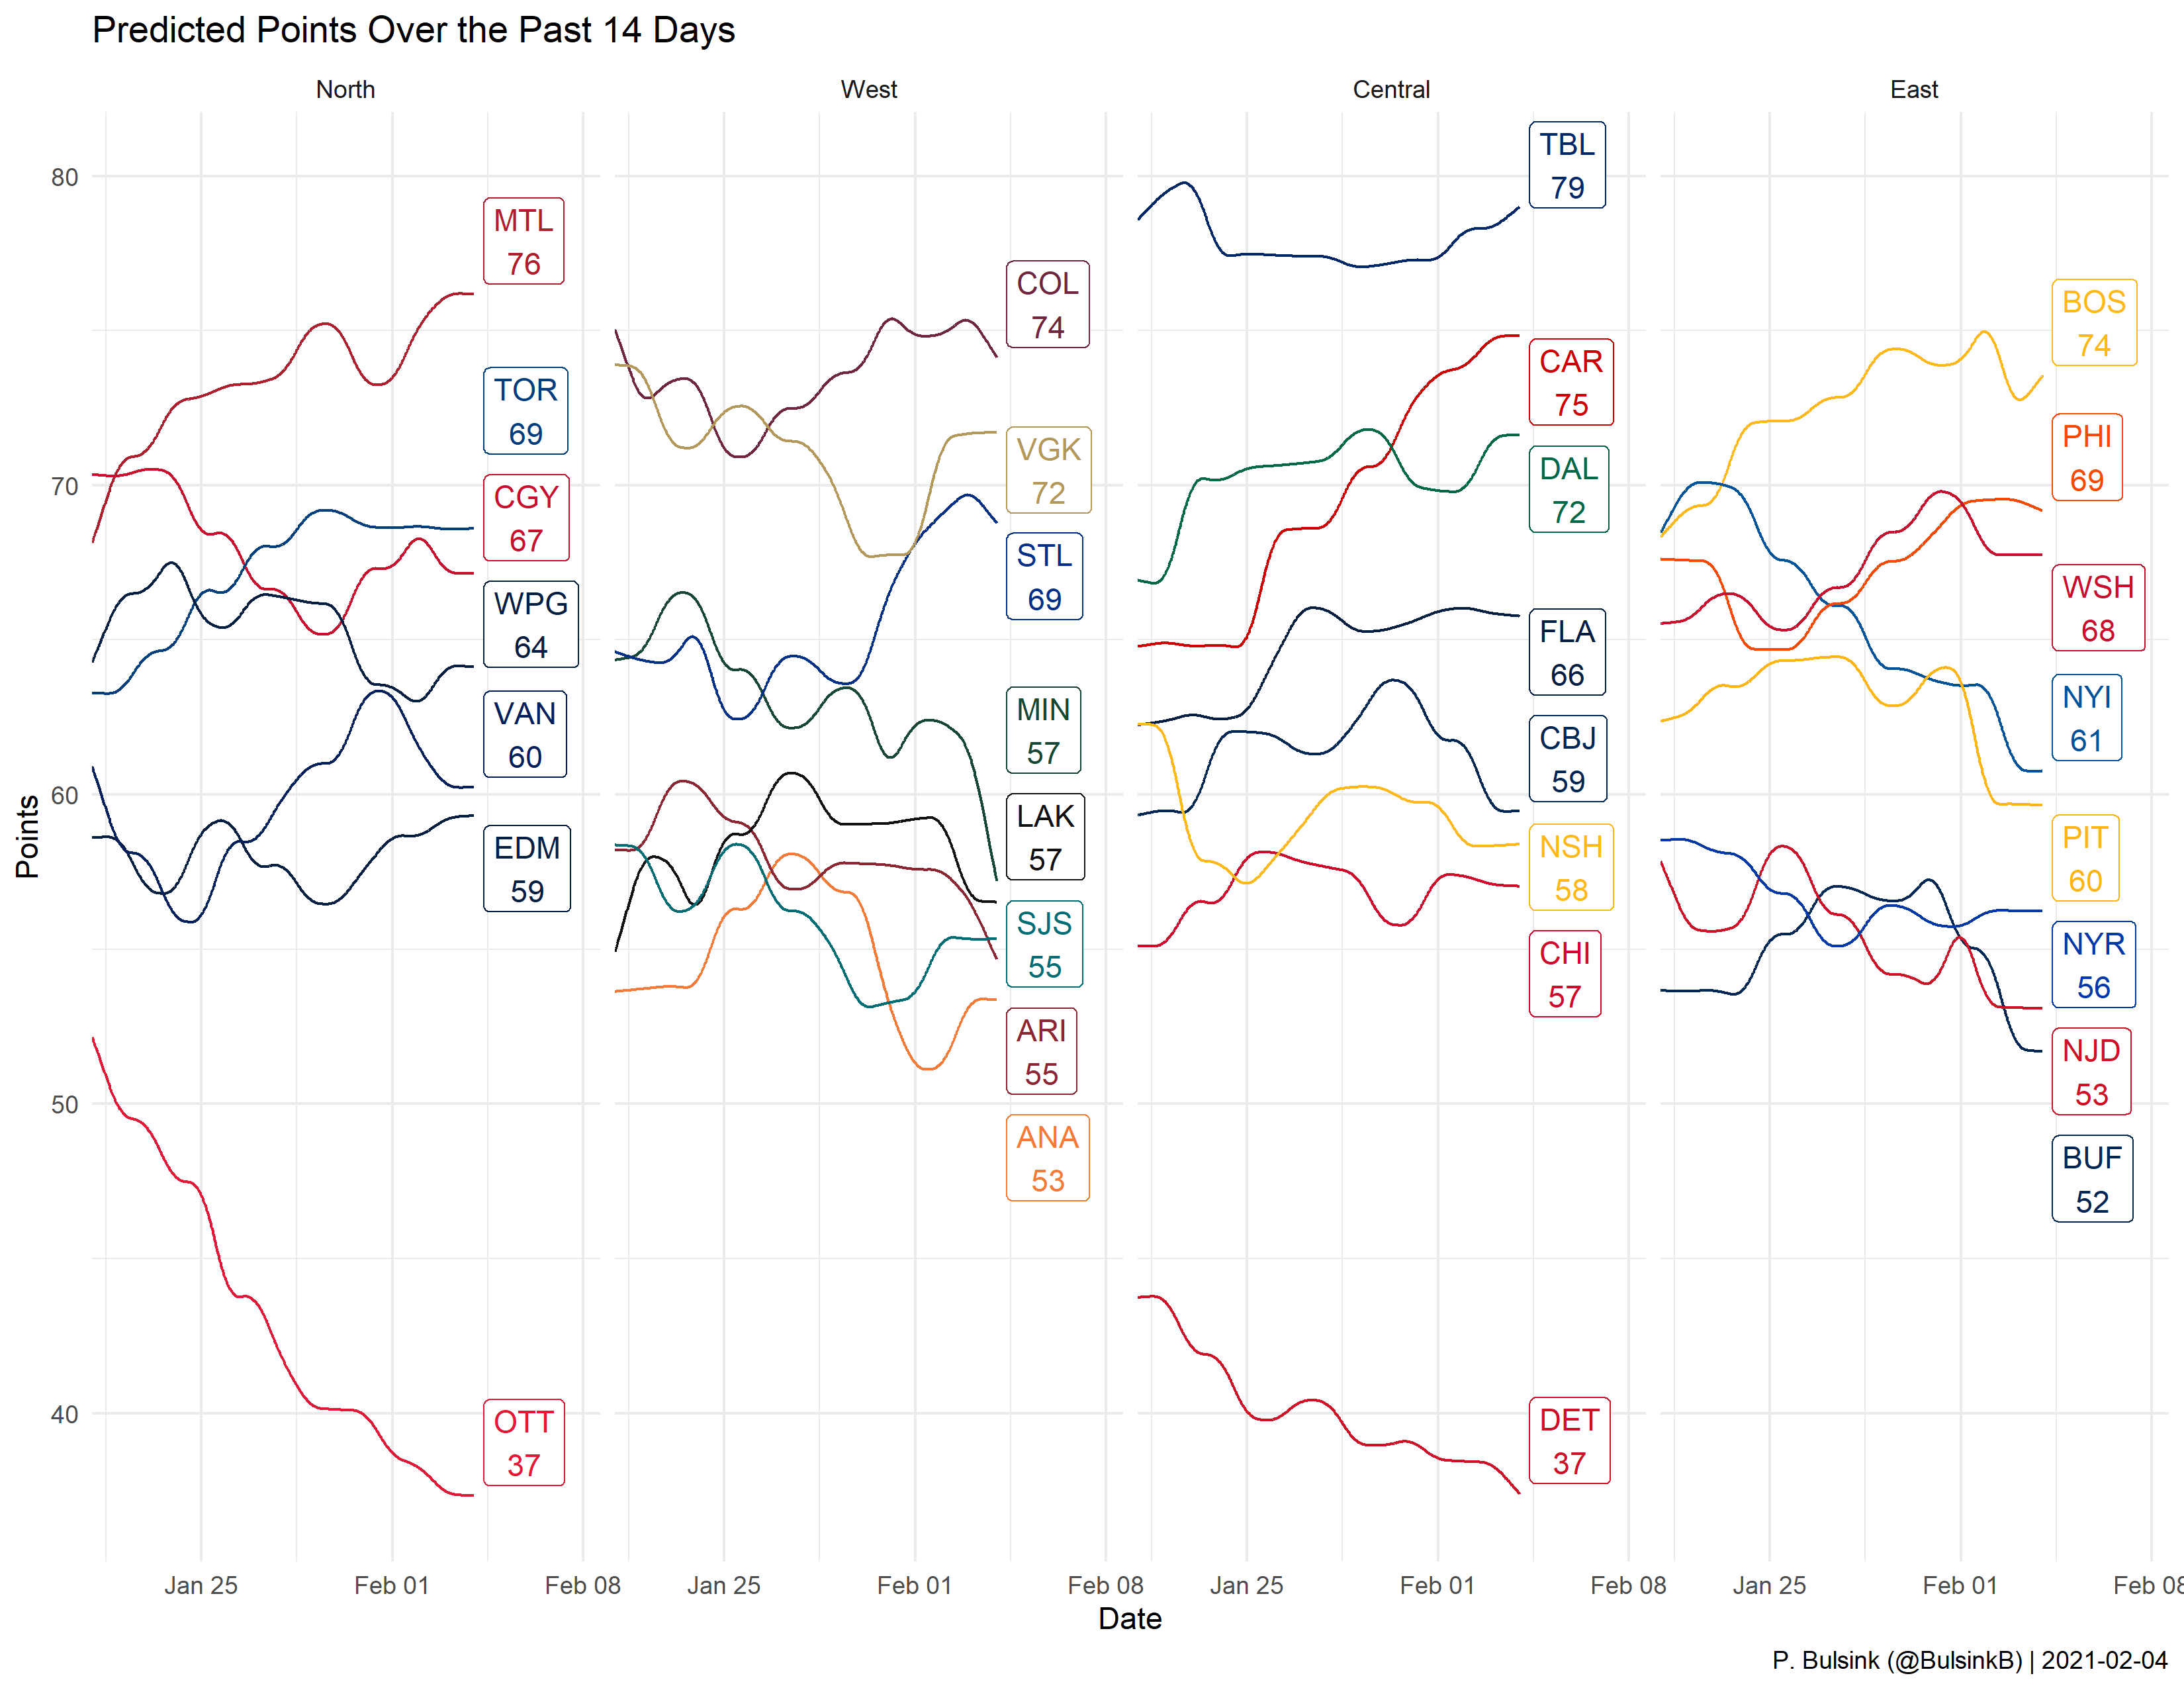 Predicted Points Over the Past 14 Days
North
West
Central
East
Points
80
70
60
50
40
MTL
76
TOR
69
CGY
67
WPG
64
VAN
60
EDM
59
OTT
37
COL
74
VGK
72
STL
69
MIN
57
LAK
57
SJS
55
ARI
55
ANA
53
TBL
79
CAR
75
DAL
72
FLA
66
CBJ
59
NSH
58
CHI
57
DET
37
BOS
74
PHI
69
WSH
68
NYI
61
PIT
60
NYR
56
NJD
53
BUF
52
Jan 25
Feb 01
Feb 08
Jan 25
Feb 01
Feb 08
Jan 25
Feb 01
Feb 08
Jan 25
Feb 01
Feb 08
Date
P. Bulsink (@BulsinkB) | 2021-02-04